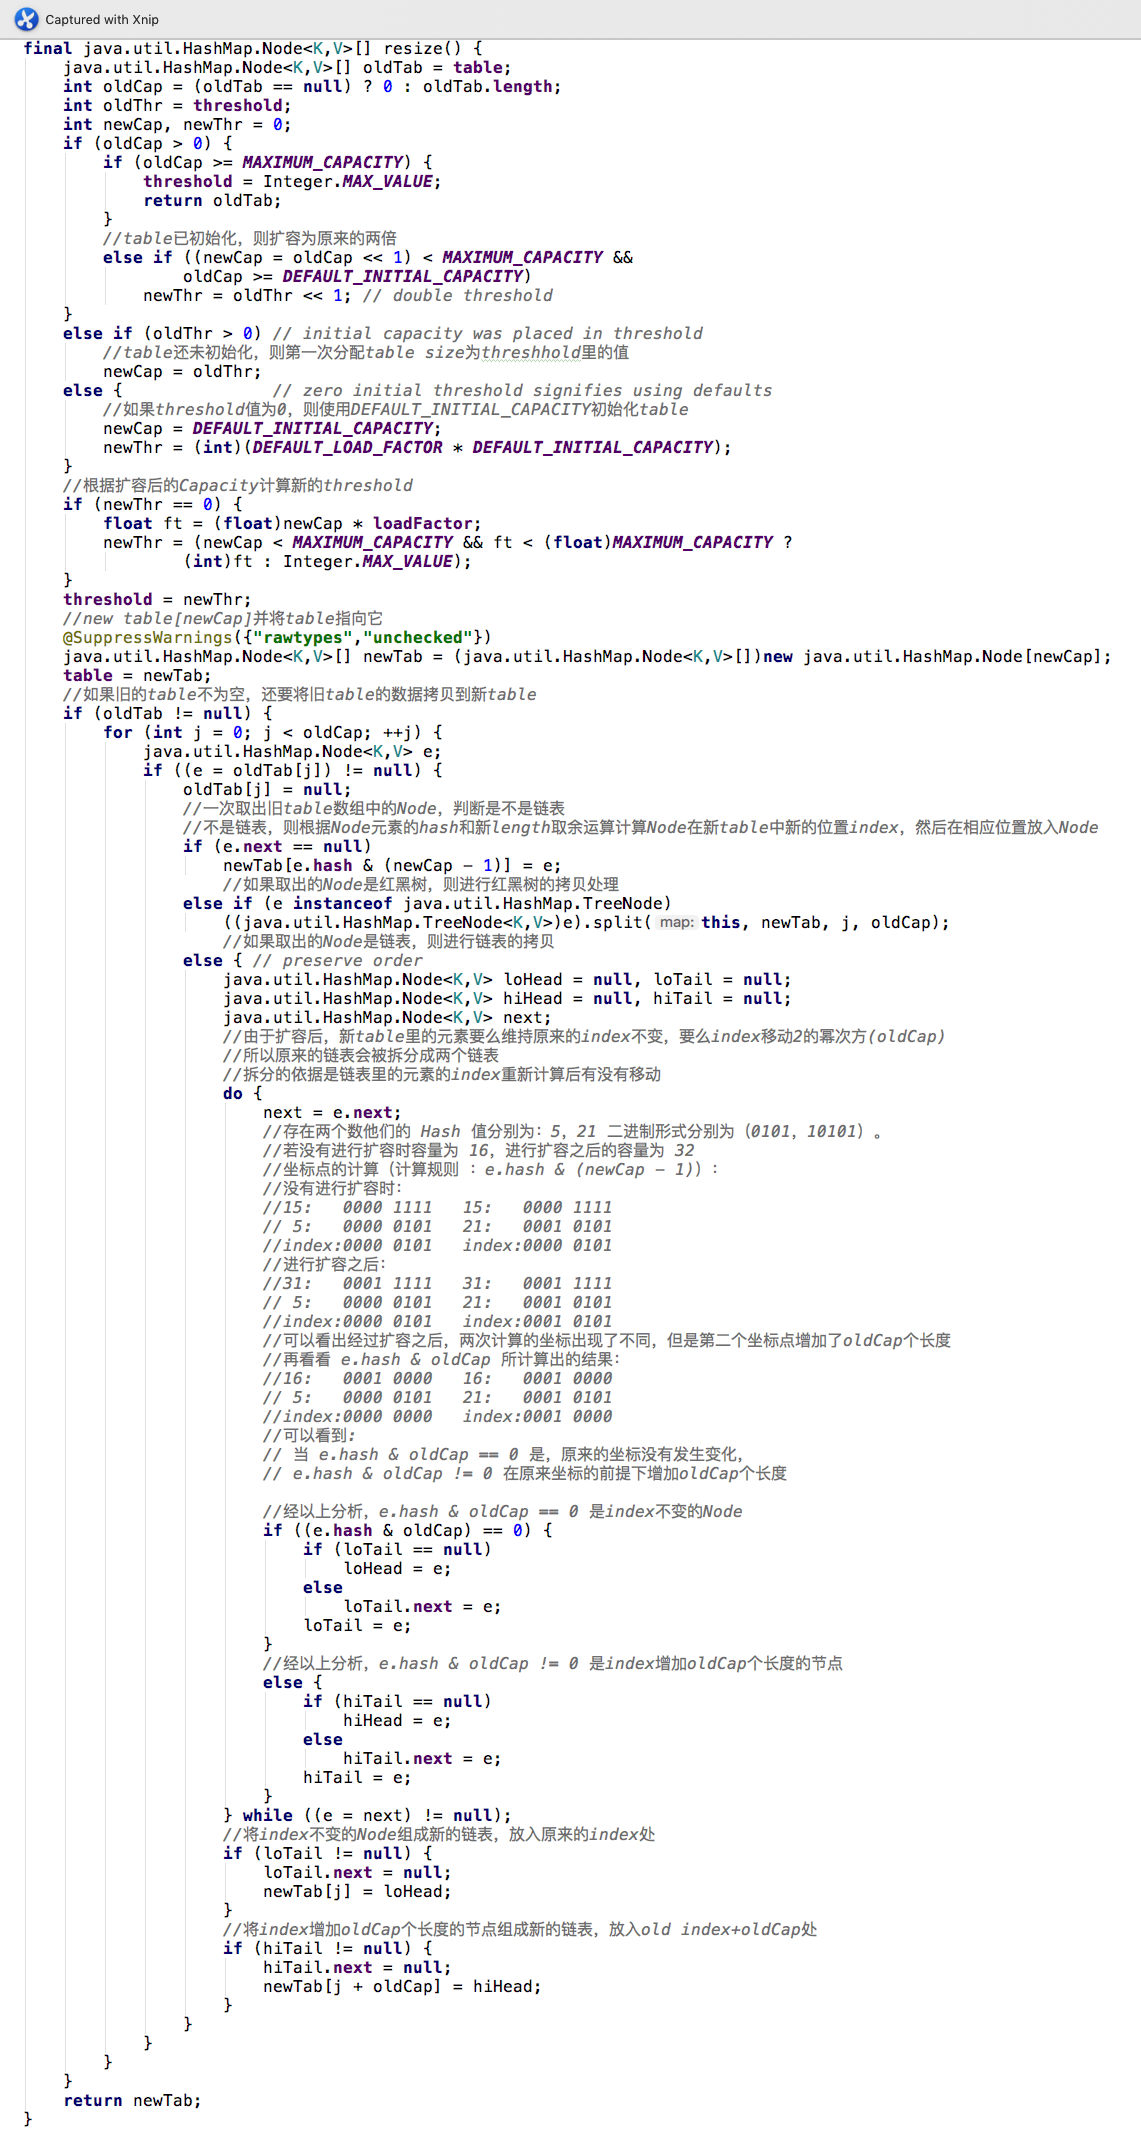 Captured with Xnip
final java.util.HashMap.Node<K,V>[] resize() {
    java.util.HashMap.Node<K,V>[] oldTab = table;
    int oldCap = (oldTab == null) ? 0 : oldTab.length;
    int oldThr = threshold;
    int newCap, newThr = 0;
    if (oldCap > 0) {
        if (oldCap >= MAXIMUM_CAPACITY) {
            threshold = Integer.MAX_VALUE;
            return oldTab;
        }
        //table已初始化，则扩容为原来的两倍
        else if ((newCap = oldCap << 1) < MAXIMUM_CAPACITY &&
                oldCap >= DEFAULT_INITIAL_CAPACITY)
            newThr = oldThr << 1; // double threshold
    }
    else if (oldThr > 0) // initial capacity was placed in threshold
        //table还未初始化，则第一次分配table size为threshhold里的值
        newCap = oldThr;
    else {               // zero initial threshold signifies using defaults
        //如果threshold值为0，则使用DEFAULT_INITIAL_CAPACITY初始化table
        newCap = DEFAULT_INITIAL_CAPACITY;
        newThr = (int)(DEFAULT_LOAD_FACTOR * DEFAULT_INITIAL_CAPACITY);
    }
    //根据扩容后的Capacity计算新的threshold
    if (newThr == 0) {
        float ft = (float)newCap * loadFactor;
        newThr = (newCap < MAXIMUM_CAPACITY && ft < (float)MAXIMUM_CAPACITY ?
                (int)ft : Integer.MAX_VALUE);
    }
    threshold = newThr;
    //new table[newCap]并将table指向它
    @SuppressWarnings({"rawtypes","unchecked"})
    java.util.HashMap.Node<K,V>[] newTab = (java.util.HashMap.Node<K,V>[])new java.util.HashMap.Node[newCap];
    table = newTab;
    //如果旧的table不为空，还要将旧table的数据拷贝到新table
    if (oldTab != null) {
        for (int j = 0; j < oldCap; ++j) {
            java.util.HashMap.Node<K,V> e;
            if ((e = oldTab[j]) != null) {
                oldTab[j] = null;
                //一次取出旧table数组中的Node，判断是不是链表
                //不是链表，则根据Node元素的hash和新length取余运算计算Node在新table中新的位置index，然后在相应位置放入Node
                if (e.next == null)
                    newTab[e.hash & (newCap - 1)] = e;
                    //如果取出的Node是红黑树，则进行红黑树的拷贝处理
                else if (e instanceof java.util.HashMap.TreeNode)
                    ((java.util.HashMap.TreeNode<K,V>)e).split( map: this, newTab, j, oldCap);
                    //如果取出的Node是链表，则进行链表的拷贝
                else { // preserve order
                    java.util.HashMap.Node<K,V> loHead = null, loTail = null;
                    java.util.HashMap.Node<K,V> hiHead = null, hiTail = null;
                    java.util.HashMap.Node<K,V> next;
                    //由于扩容后，新table里的元素要么维持原来的index不变，要么index移动2的幂次方(oldCap)
                    //所以原来的链表会被拆分成两个链表
                    //拆分的依据是链表里的元素的index重新计算后有没有移动
                    do {
                        next = e.next;
                        //存在两个数他们的 Hash 值分别为：5，21 二进制形式分别为（0101，10101）。
                        //若没有进行扩容时容量为 16，进行扩容之后的容量为 32
                        //坐标点的计算（计算规则 ：e.hash & (newCap - 1)）：
                        //没有进行扩容时：
                        //15:   0000 1111   15:   0000 1111
                        // 5:   0000 0101   21:   0001 0101
                        //index:0000 0101   index:0000 0101
                        //进行扩容之后：
                        //31:   0001 1111   31:   0001 1111
                        // 5:   0000 0101   21:   0001 0101
                        //index:0000 0101   index:0001 0101
                        //可以看出经过扩容之后，两次计算的坐标出现了不同，但是第二个坐标点增加了oldCap个长度
                        //再看看 e.hash & oldCap 所计算出的结果：
                        //16:   0001 0000   16:   0001 0000
                        // 5:   0000 0101   21:   0001 0101
                        //index:0000 0000   index:0001 0000
                        //可以看到：
                        // 当 e.hash & oldCap == 0 是，原来的坐标没有发生变化，
                        // e.hash & oldCap != 0 在原来坐标的前提下增加oldCap个长度

                        //经以上分析，e.hash & oldCap == 0 是index不变的Node
                        if ((e.hash & oldCap) == 0) {
                            if (loTail == null)
                                loHead = e;
                            else
                                loTail.next = e;
                            loTail = e;
                        }
                        //经以上分析，e.hash & oldCap != 0 是index增加oldCap个长度的节点
                        else {
                            if (hiTail == null)
                                hiHead = e;
                            else
                                hiTail.next = e;
                            hiTail = e;
                        }
                    } while ((e = next) != null);
                    //将index不变的Node组成新的链表，放入原来的index处
                    if (loTail != null) {
                        loTail.next = null;
                        newTab[j] = loHead;
                    }
                    //将index增加oldCap个长度的节点组成新的链表，放入old index+oldCap处
                    if (hiTail != null) {
                        hiTail.next = null;
                        newTab[j + oldCap] = hiHead;
                    }
                }
            }
        }
    }
    return newTab;
}